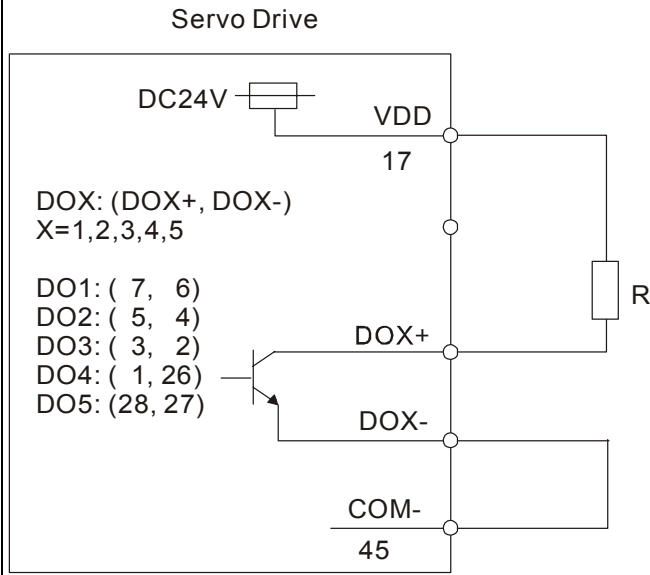 Servo Drive
DC24V
VDD
17
DOX: (DOX+, DOX-)
X=1,2,3,4,5
DO1: ( 7, 6)
DO2: ( 5, 4)
DO3: ( 3, 2)
DO4: ( 1, 26)
DO5: (28, 27)
R
DOX+
DOX-
COM-
45